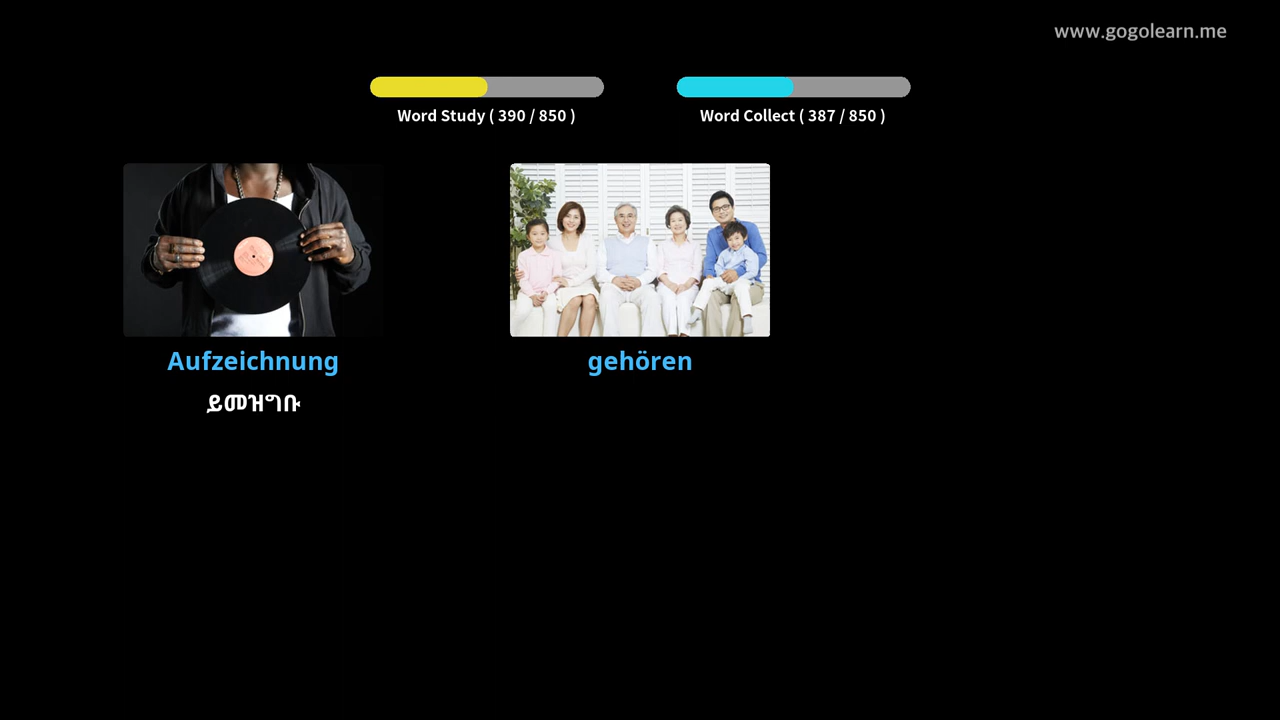 www.gogolearn.me
Word Study ( 390 / 850 )
Word Collect ( 387 / 850 )
Aufzeichnung
gehören
ይመዝግቡ